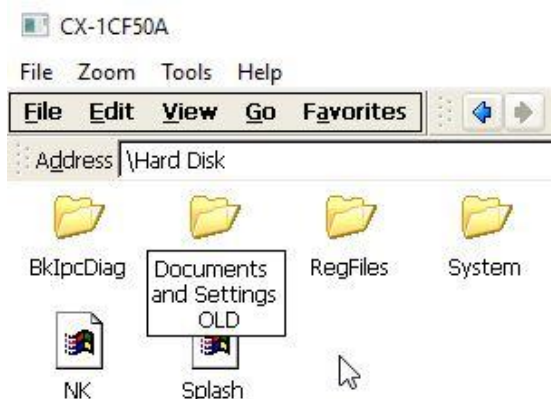 CX-1CF50A
File Zoom Tools Help
File Edit View Go Favorites
Address \Hard Disk
BkIpcDiag
Documents
and Settings
OLD
RegFiles
System
NK
Splash